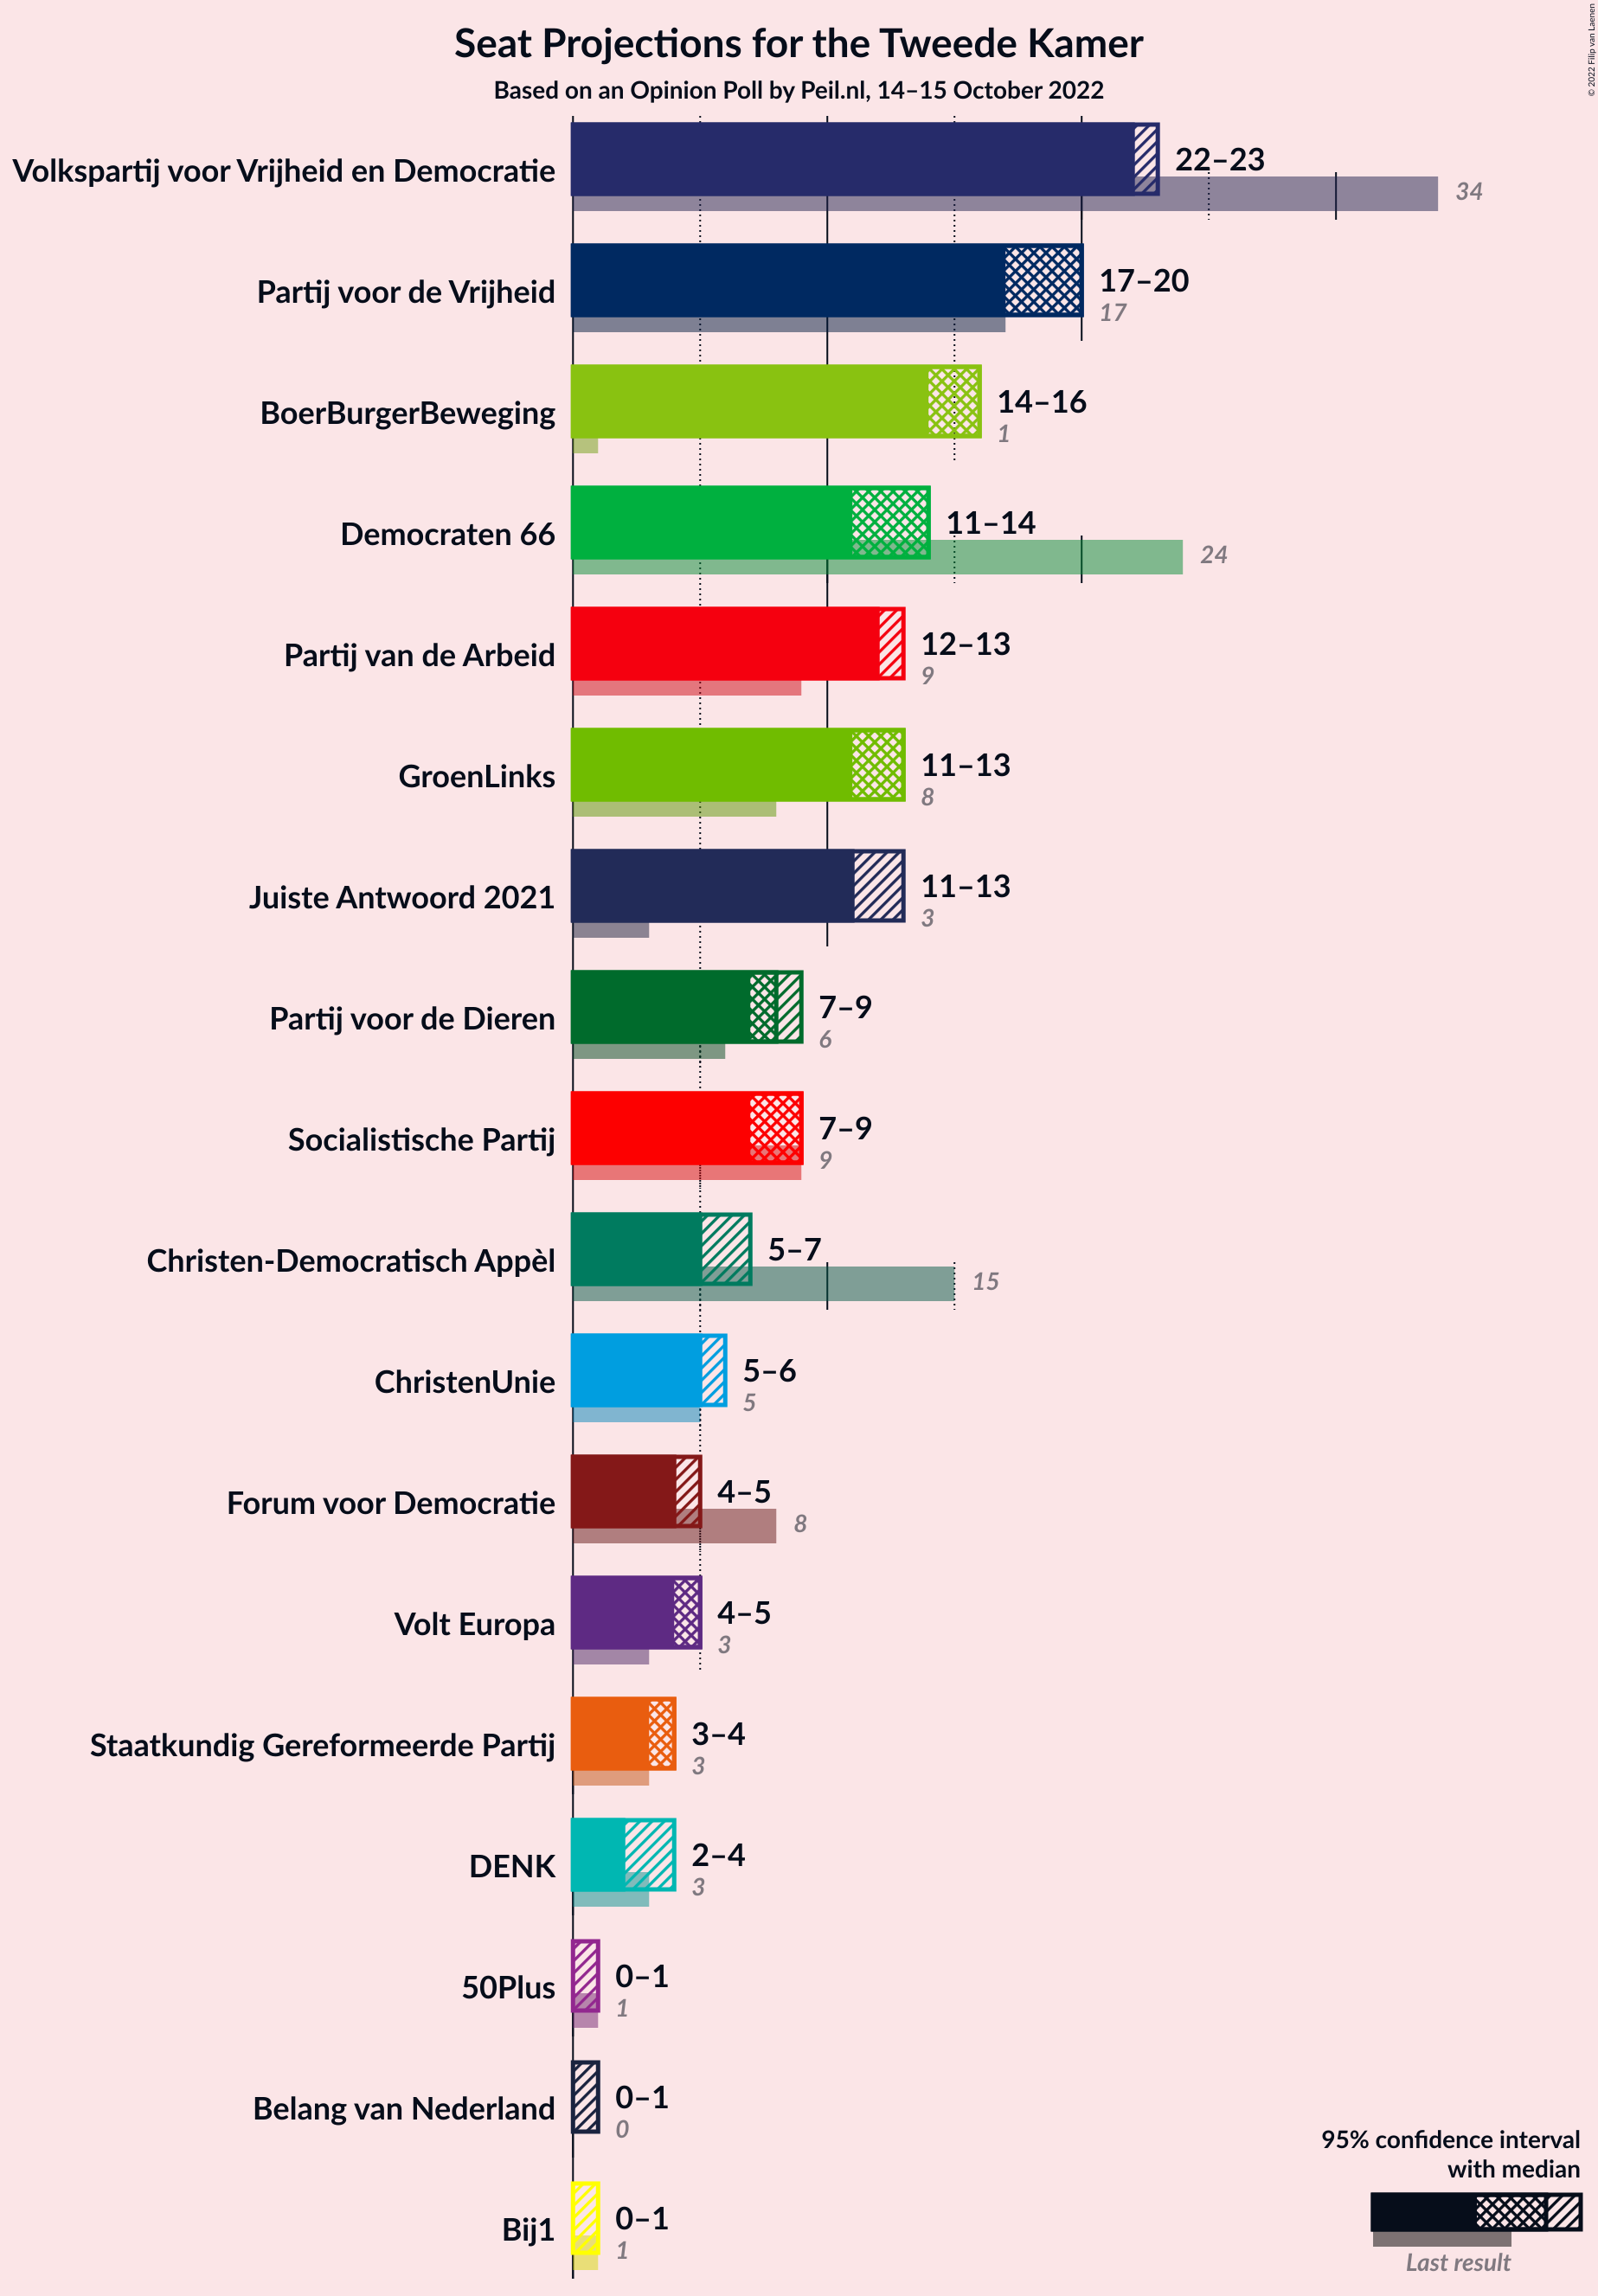 Seat Projections for the Tweede Kamer
Based on an Opinion Poll by Peil.nl, 14–15 October 2022
© 2022 Filip van Laenen
Volkspartij voor Vrijheid en Democratie
22–23
34
Partij voor de Vrijheid
17–20
17
BoerBurgerBeweging
14–16
1
Democraten 66
11–14
24
Partij van de Arbeid
12–13
9
GroenLinks
11–13
8
Juiste Antwoord 2021
11–13
3
Partij voor de Dieren
7–9
6
Socialistische Partij
7–9
9
Christen-Democratisch Appèl
5–7
15
ChristenUnie
5–6
5
Forum voor Democratie
4–5
8
Volt Europa
4–5
3
Staatkundig Gereformeerde Partij
3–4
3
DENK
2–4
3
50Plus
0–1
1
Belang van Nederland
0–1
0
Bij1
0–1
1
95% confidence interval
with median
Last result